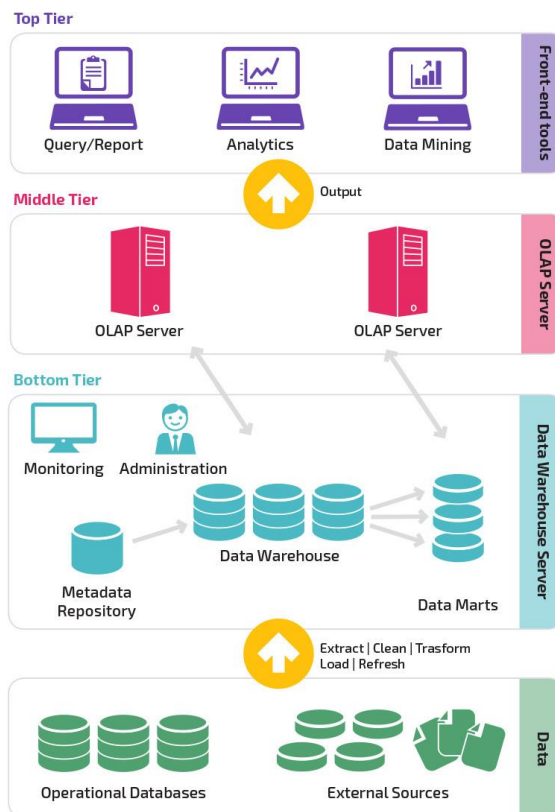 Top Tier
Query/Report
Analytics
Data Mining
Front-end tools
Output
Middle Tier
OLAP Server
OLAP Server
OLAP Server
Bottom Tier
Monitoring
Administration
Data Warehouse
Metadata
Repository
Data Marts
Data Warehouse Server
Extract | Clean | Trasform
Load | Refresh
Operational Databases
External Sources
Data